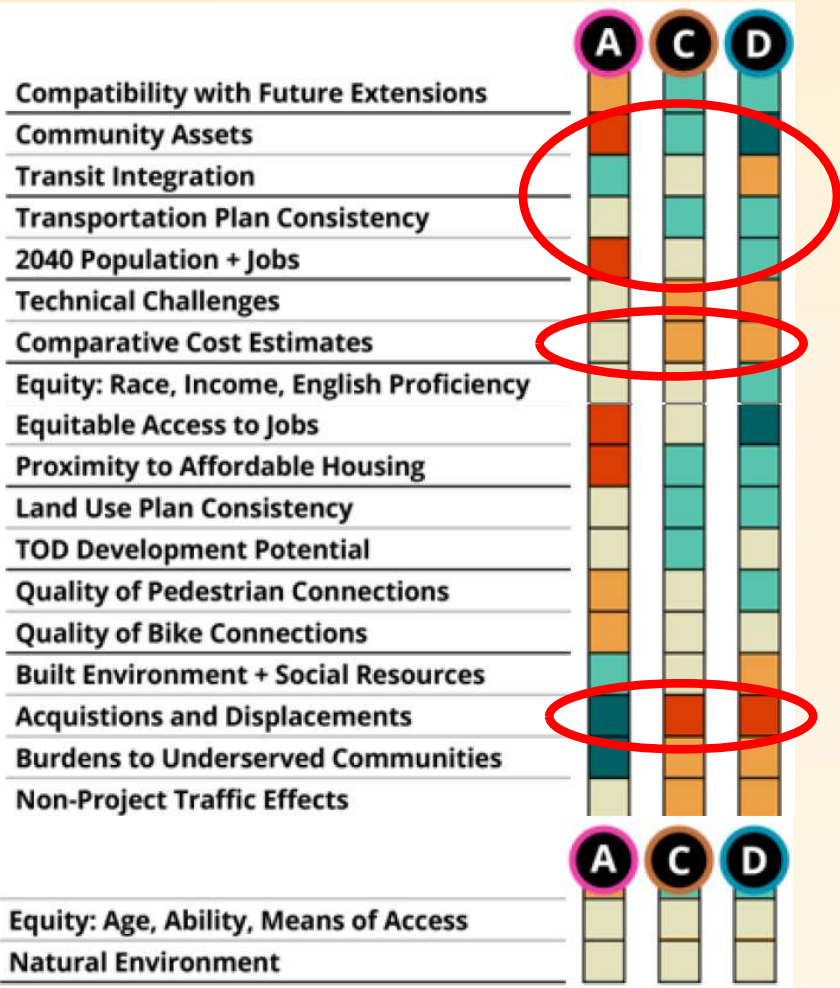 A C D
Compatibility with Future Extensions
Community Assets
Transit Integration
Transportation Plan Consistency
2040 Population + Jobs
Technical Challenges
Comparative Cost Estimates
Equity: Race, Income, English Proficiency
Equitable Access to Jobs
Proximity to Affordable Housing
Land Use Plan Consistency
TOD Development Potential
Quality of Pedestrian Connections
Quality of Bike Connections
Built Environment + Social Resources
Acquistions and Displacements
Burdens to Underserved Communities
Non-Project Traffic Effects
A C D
Equity: Age, Ability, Means of Access
Natural Environment